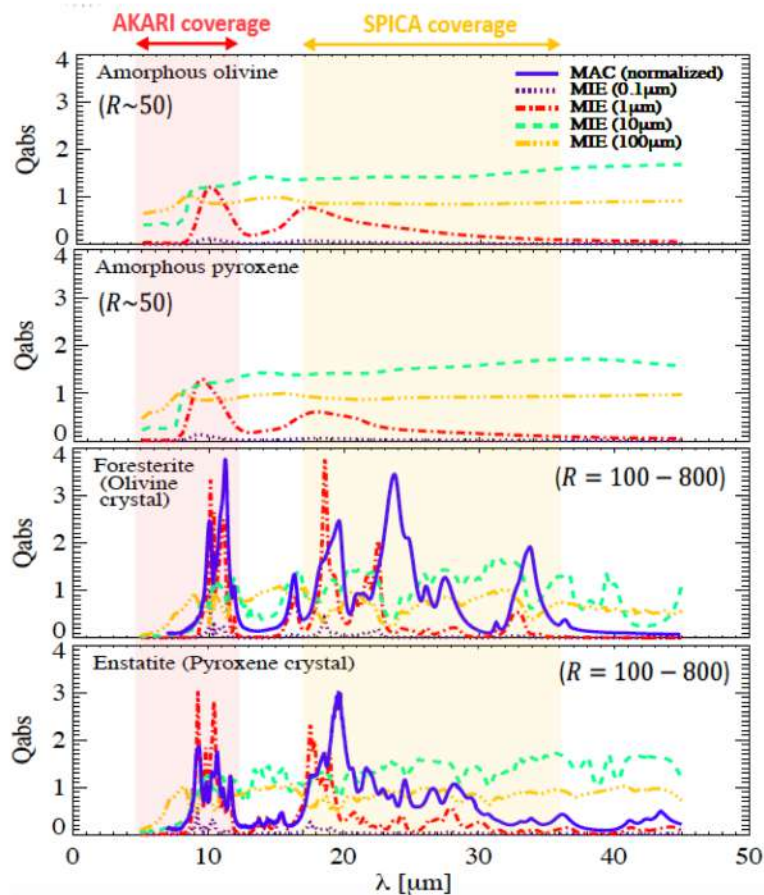 AKARI coverage SPICA coverage
Amorphous olivine
(R~50)
MAC (normalized)
MIE (0.1μm)
MIE (1μm)
MIE (10μm)
MIE (100μm)
Qabs
4
3
2
1
0
Amorphous pyroxene
(R~50)
Qabs
4
3
2
1
0
Foresterite
(Olivine
crystal)
(R = 100 − 800)
Qabs
4
3
2
1
0
Enstatite (Pyroxene crystal)
(R = 100 − 800)
Qabs
4
3
2
1
0
0 10 20 30 40 50
λ [μm]